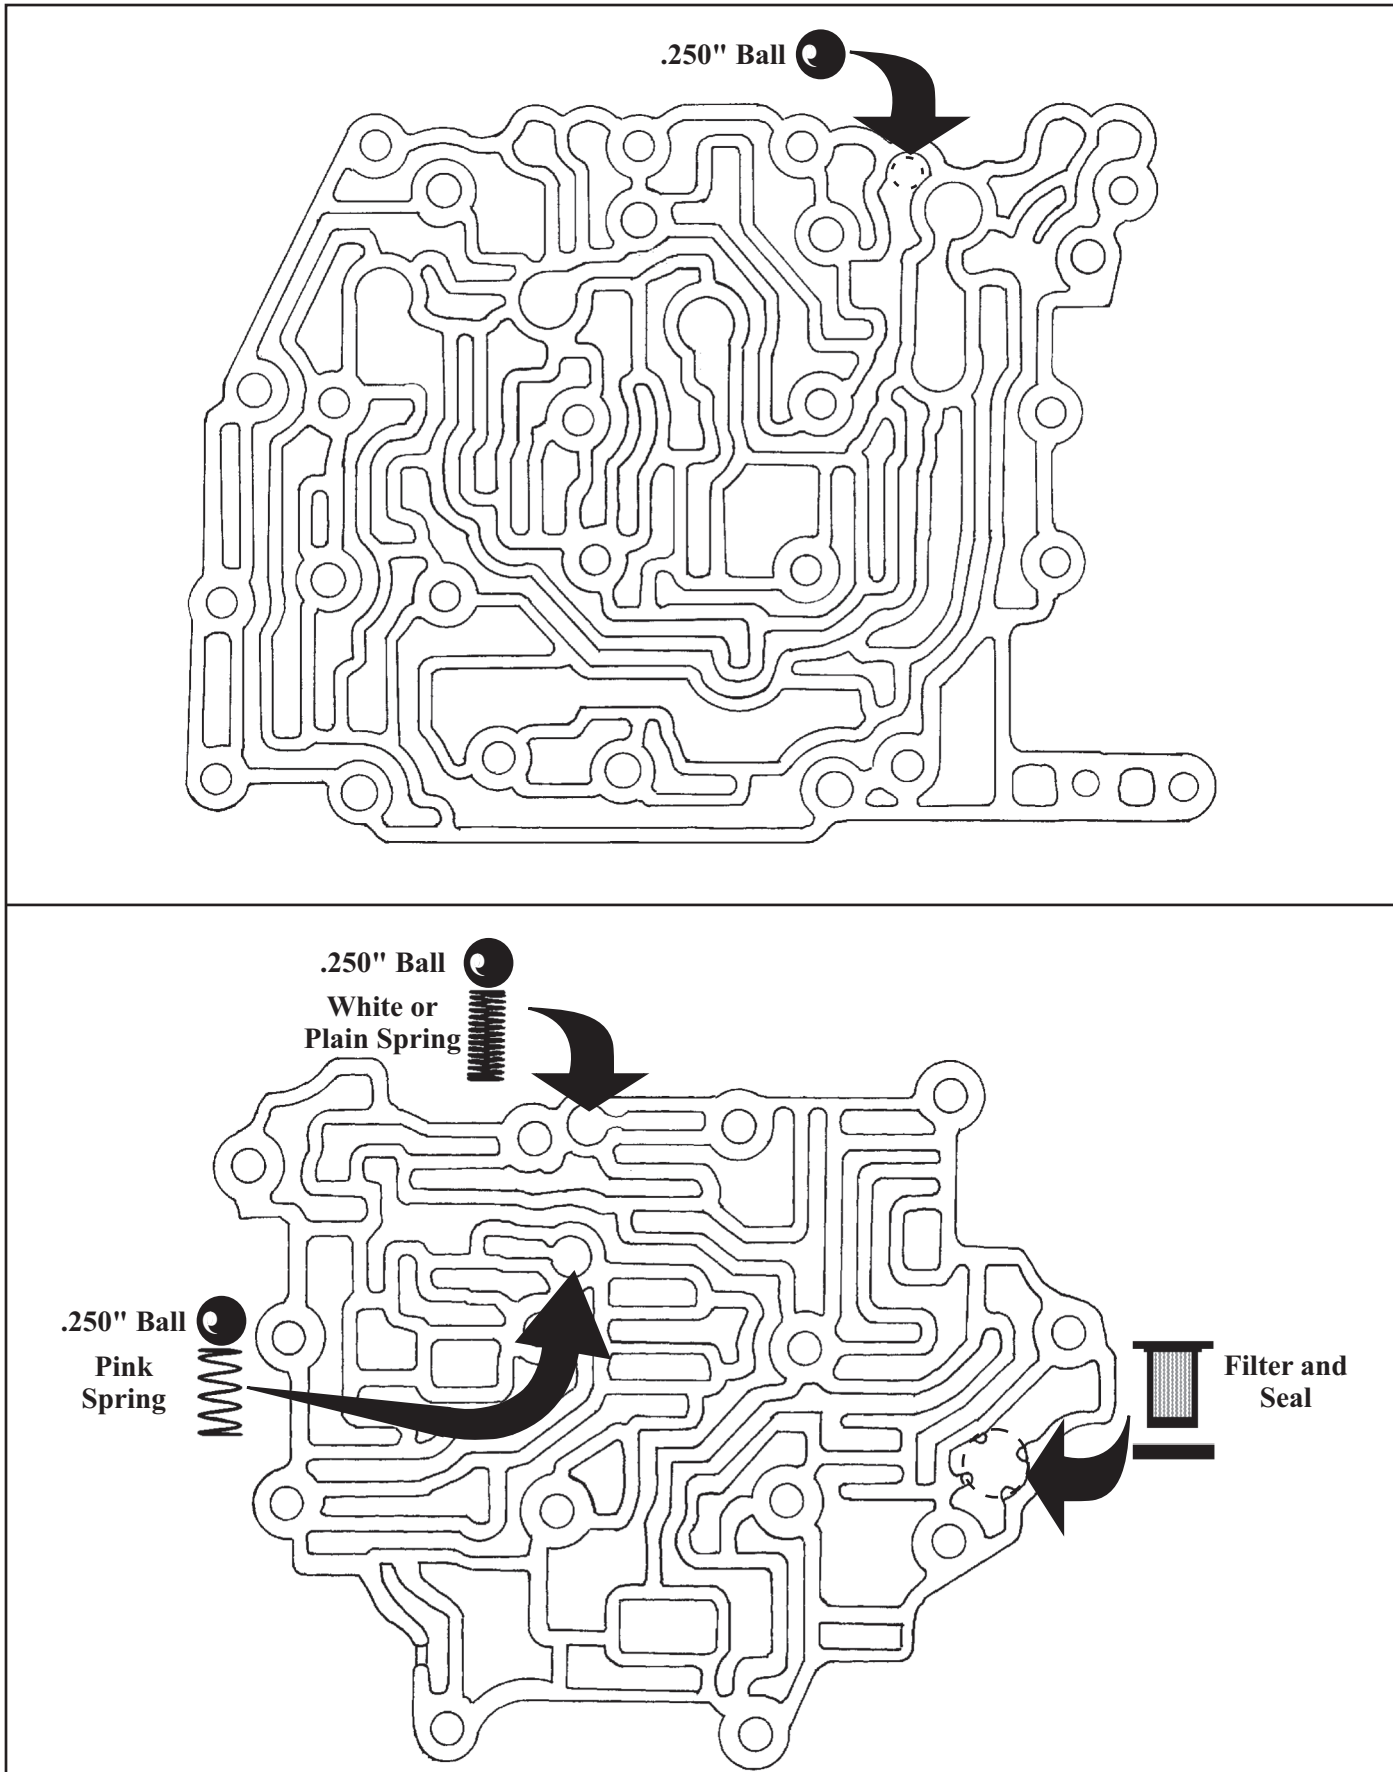 .250" Ball
.250" Ball
White or
Plain Spring
.250" Ball
Pink
Spring
Filter and
Seal